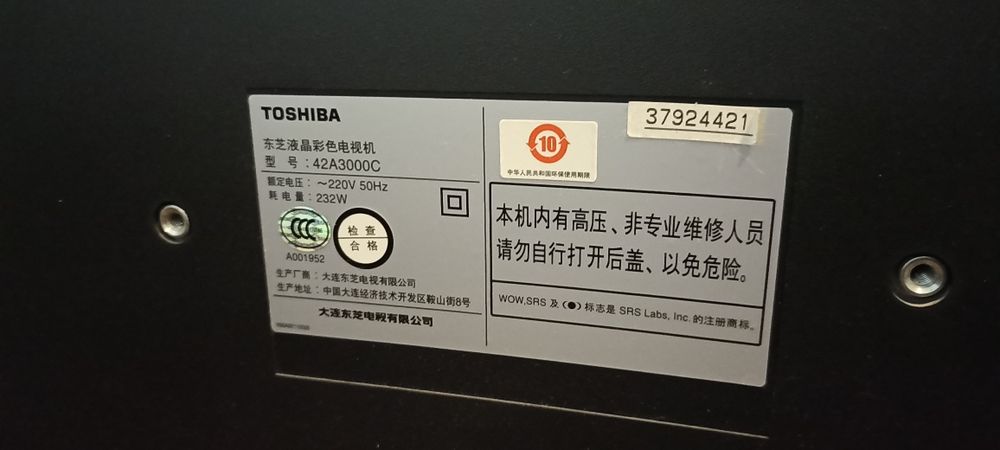 TOSHIBA
东芝液晶彩色电视机
型 号：42A3000C
额定电压：～220V 50Hz
耗 电 量：232W
CCC
A001952
检 查
合 格
生产厂商：大连东芝电视有限公司
生产地址：中国大连经济技术开发区鞍山街8号
大连东芝电视有限公司
10
中华人民共和国环保使用期限
37924421
本机内有高压、非专业维修人员
请勿自行打开后盖、以免危险。
WOW,SRS 及 (●) 标志是 SRS Labs, Inc. 的注册商标。